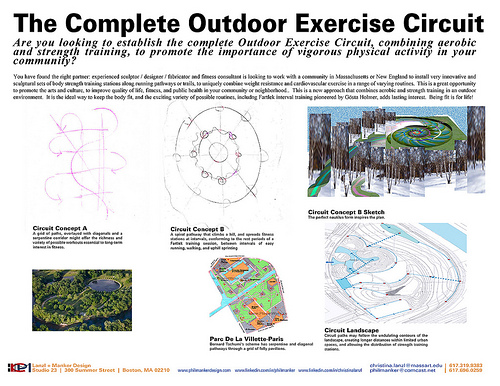 The Complete Outdoor Exercise Circuit
Are you looking to establish the complete Outdoor Exercise Circuit, combining aerobic
and strength training, to promote the importance of vigorous physical activity in your
community?
You have found the right partner: experienced sculptor / designer / fabricator and fitness consultant is looking to work with a community in Massachusetts or New England to install very innovative and
sculptural sets of body strength training stations along running pathways or trails, to uniquely combine weight resistance and cardiovascular exercise in a range of varying routines. This is a great opportunity
to promote the arts and culture, to improve quality of life, fitness, and public health in your community or neighborhood. This is a new approach that combines aerobic and strength training in an outdoor
environment. It is the ideal way to keep the body fit, and the exciting variety of possible routines, including Fartlek interval training pioneered by Gösta Holmer, adds lasting interest. Being fit is for life!
Circuit Concept A
A grid of paths, overlayed with diagonals and a
serpentine corridor might offer the richness and
variety of possible contours essential to long term
interest in fitness.
Circuit Concept B
A spiral pathway that climbs a hill, and spreads fitness
stations at intervals, conforming to the rest periods of a
Fartlek training session, between intervals of easy
running, walking, and uphill sprinting
Circuit Concept B Sketch
The perfect nautilus form inspires the plan.
Parc De La Villette-Paris
Bernard Tschumi's scheme has serpentine and diagonal
pathways through a grid of folly pavilions.
Circuit Landscape
Circuit paths may follow the undulating contours of the
landscape, creating longer distances within limited urban
spaces, and allowing the distribution of strength training
stations.
Lanzl + Manker Design
Studio 23 | 300 Summer Street | Boston, MA 02210
www.philmankerdesign.com www.linkedin.com/in/philmanker www.linkedin.com/in/christinalanzl
christina.lanzl@massart.edu | 617.319.9383
philmanker@comcast.net | 617.696.9259